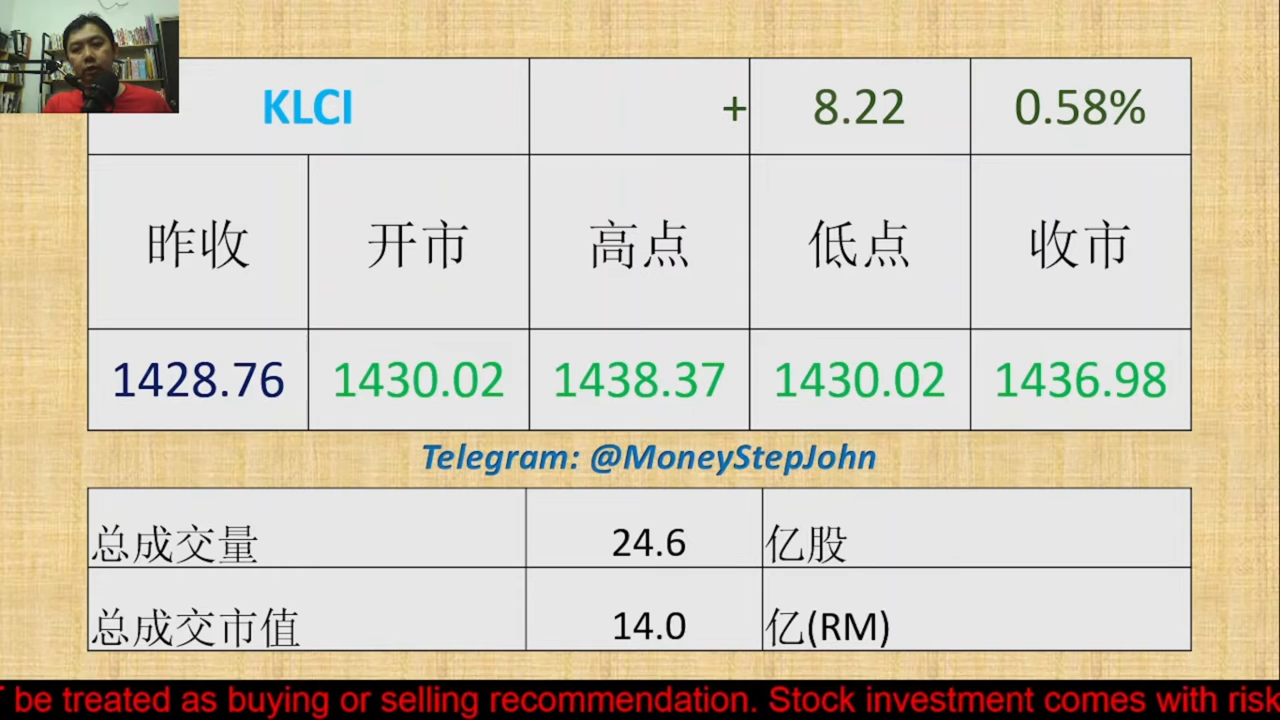 KLCI + 8.22 0.58%
昨收 开市 高点 低点 收市
1428.76 1430.02 1438.37 1430.02 1436.98
Telegram: @MoneyStepJohn
总成交量 24.6 亿股
总成交市值 14.0 亿(RM)
be treated as buying or selling recommendation. Stock investment comes with risk